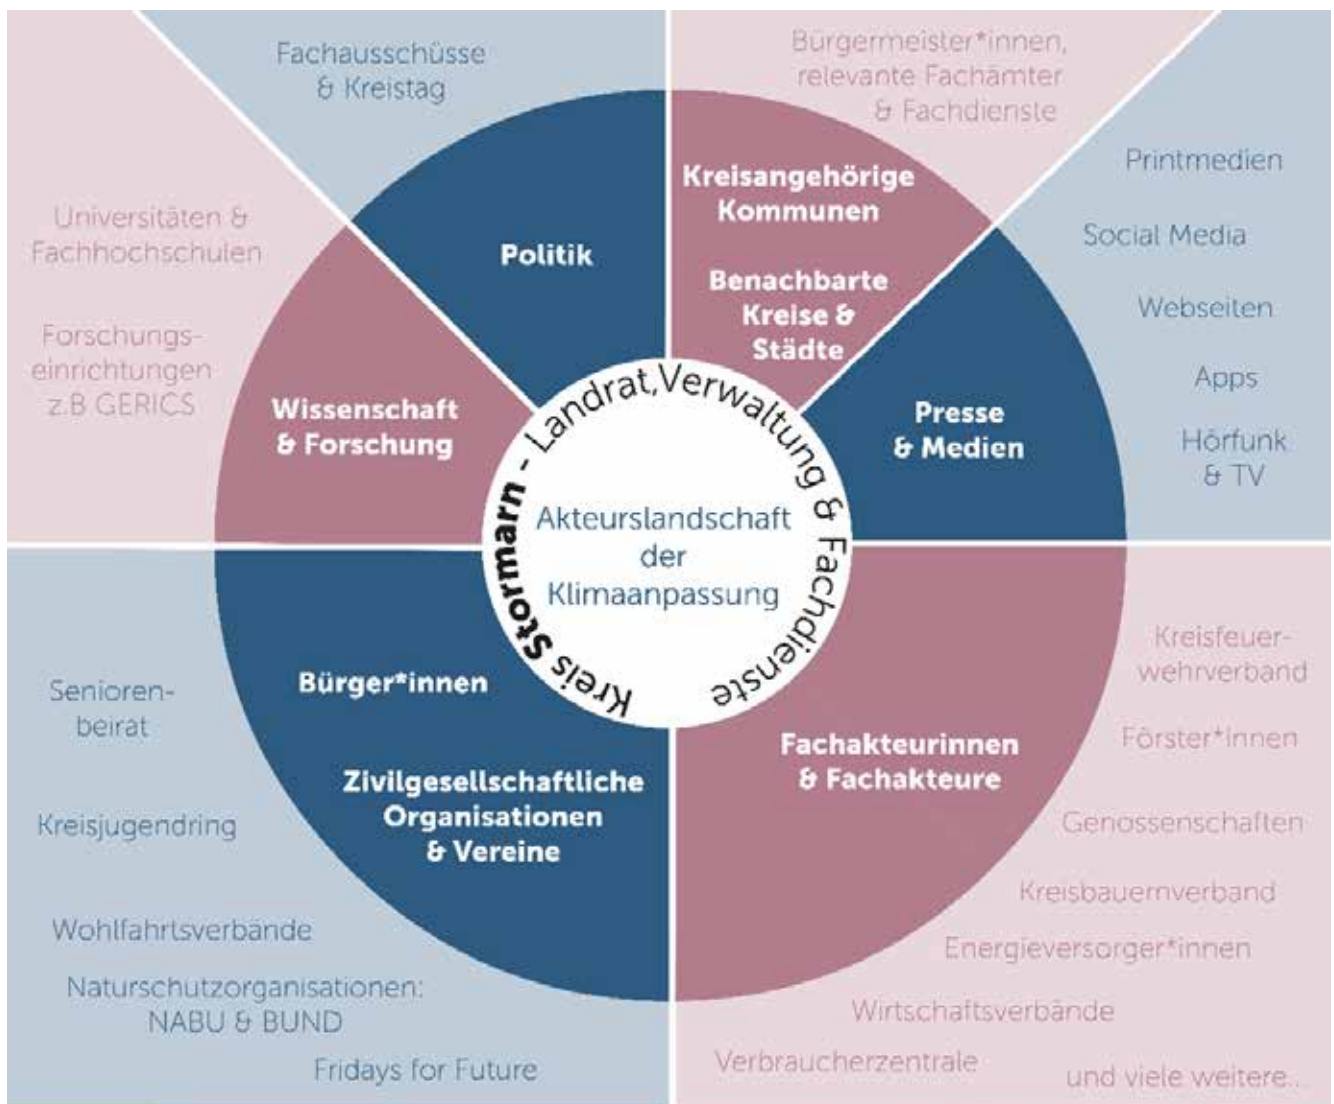 Fachausschüsse
& Kreistag
Bürgermeister*innen,
relevante Fachämter
& Fachdienste
Politik
Kreisangehörige
Kommunen
Benachbarte
Kreise &
Städte
Printmedien
Social Media
Webseiten
Apps
Hörfunk
& TV
Presse
& Medien
Universitäten &
Fachhochschulen
Forschungs-
einrichtungen
z.B GERICS
Wissenschaft
& Forschung
Kreis Stormarn - Landrat,Verwaltung & Fachdienste
Akteurslandschaft
der
Klimaanpassung
Bürger*innen
Zivilgesellschaftliche
Organisationen
& Vereine
Senioren-
beirat
Kreisjugendring
Wohlfahrtsverbände
Naturschutzorganisationen:
NABU & BUND
Fridays for Future
Fachakteurinnen
& Fachakteure
Kreisfeuer-
wehrverband
Förster*innen
Genossenschaften
Kreisbauernverband
Energieversorger*innen
Wirtschaftsverbände
Verbraucherzentrale
und viele weitere...